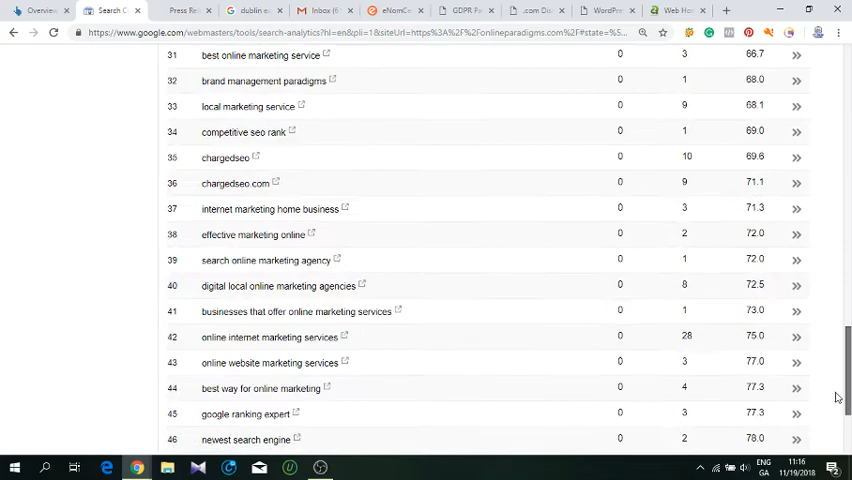 Overview
Search C
Press Re
dublin e
Inbox (6
eNomCe
GDPR P
.com Dis
WordPre
Web Ho
https://www.google.com/webmasters/tools/search-analytics?hl=en&pli=1&siteUrl=https%3A%2F%2Fonlineparadigms.com%2F#state=%...
31 best online marketing service 0 3 66.7
32 brand management paradigms 0 1 68.0
33 local marketing service 0 9 68.1
34 competitive seo rank 0 1 69.0
35 chargedseo 0 10 69.6
36 chargedseo.com 0 9 71.1
37 internet marketing home business 0 3 71.3
38 effective marketing online 0 2 72.0
39 search online marketing agency 0 1 72.0
40 digital local online marketing agencies 0 8 72.5
41 businesses that offer online marketing services 0 1 73.0
42 online internet marketing services 0 28 75.0
43 online website marketing services 0 3 77.0
44 best way for online marketing 0 4 77.3
45 google ranking expert 0 3 77.3
46 newest search engine 0 2 78.0
ENG 11:16
GA 11/19/2018
2